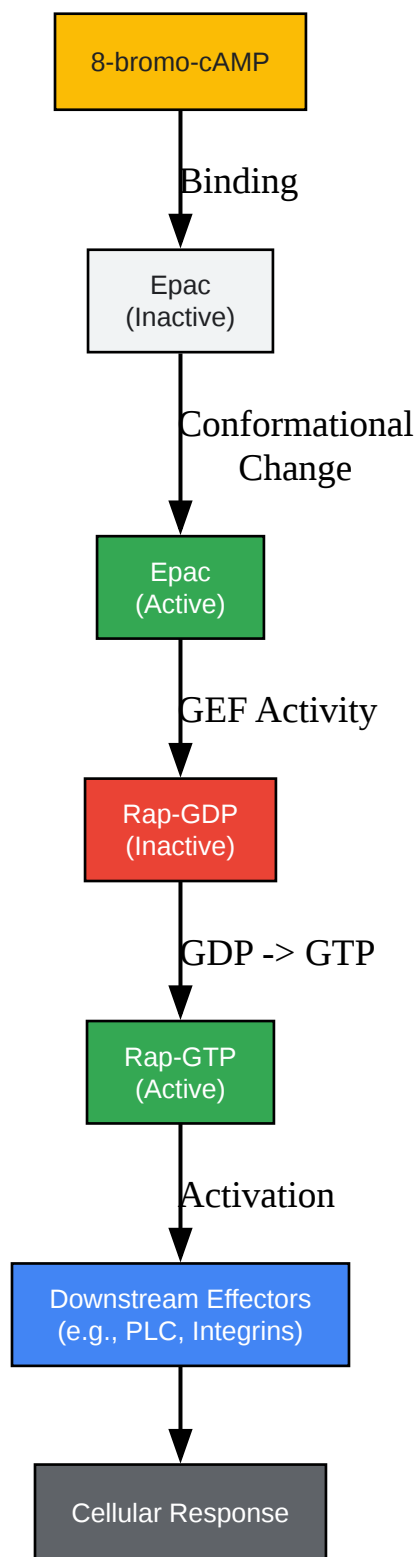 8-bromo-cAMP
Binding
Epac
(Inactive)
Conformational
Change
Epac
(Active)
GEF Activity
Rap-GDP
(Inactive)
GDP -> GTP
Rap-GTP
(Active)
Activation
Downstream Effectors
(e.g., PLC, Integrins)
Cellular Response